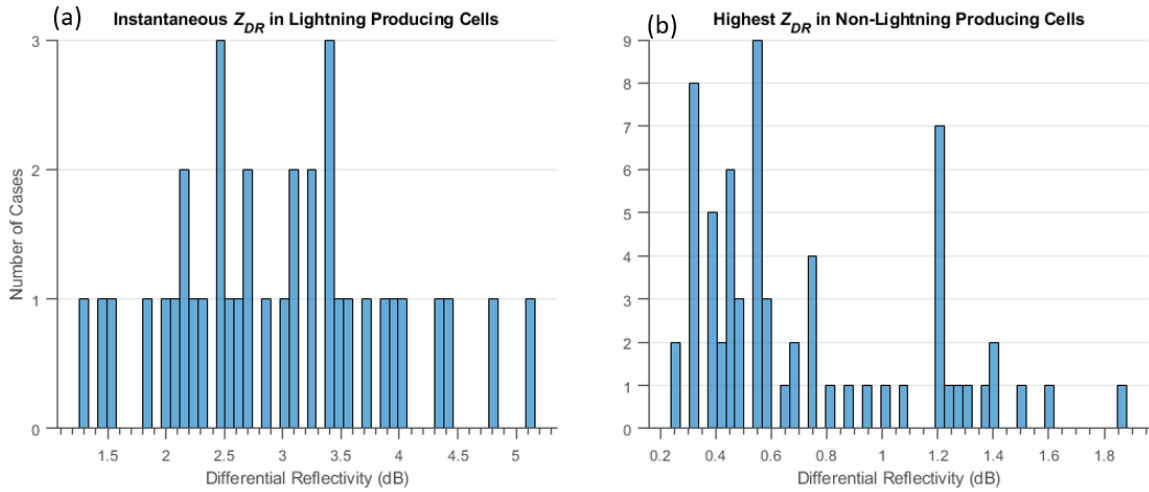 (a)
Instantaneous Z_DR in Lightning Producing Cells
3
2
1
0
Number of Cases
1.5 2 2.5 3 3.5 4 4.5 5
Differential Reflectivity (dB)
(b)
Highest Z_DR in Non-Lightning Producing Cells
9
8
7
6
5
4
3
2
1
0
0.2 0.4 0.6 0.8 1 1.2 1.4 1.6 1.8
Differential Reflectivity (dB)